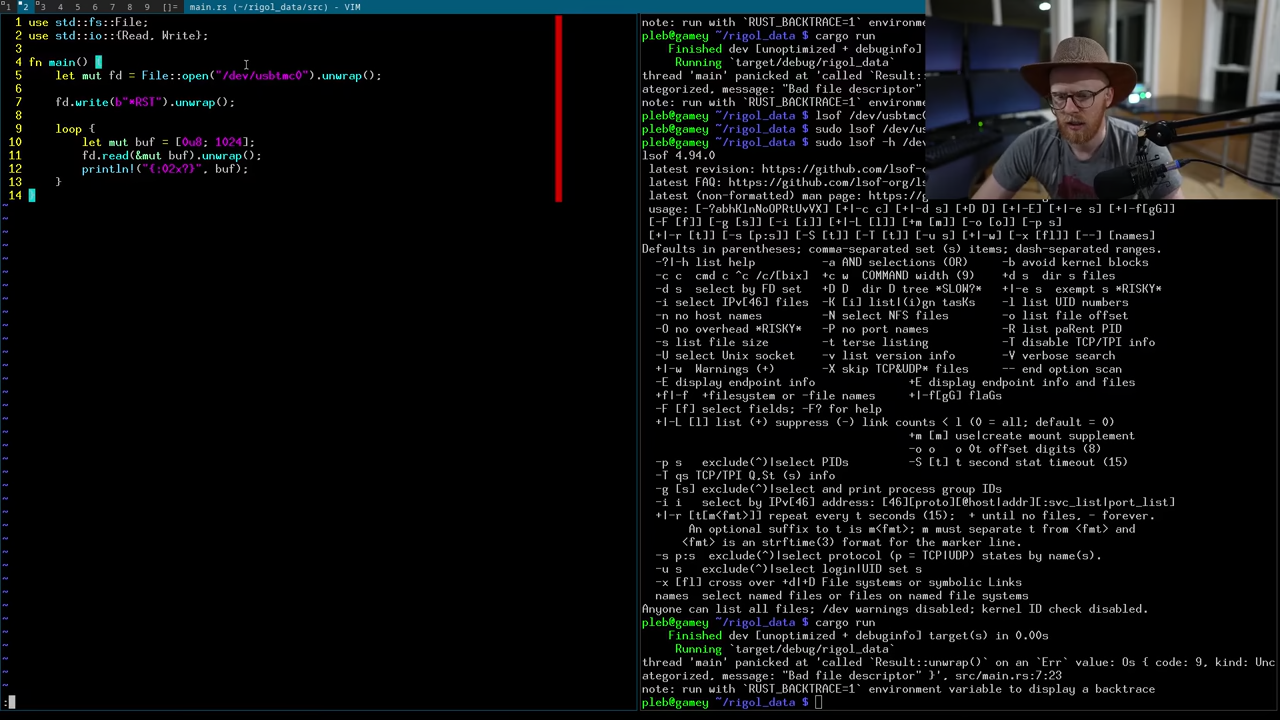 1 2 3 4 5 6 7 8 9 []= main.rs (~/rigol_data/src) - VIM
1 use std::fs::File;
2 use std::io::{Read, Write};
3
4 fn main() {
5 let mut fd = File::open("/dev/usbtmc0").unwrap();
6
7 fd.write(b"*RST").unwrap();
8
9 loop {
10 let mut buf = [0u8; 1024];
11 fd.read(&mut buf).unwrap();
12 println!("{:02x?}", buf);
13 }
14 }
~
:
note: run with `RUST_BACKTRACE=1` environment
pleb@gamey ~/rigol_data $ cargo run
Finished dev [unoptimized + debuginfo]
Running `target/debug/rigol_data`
thread 'main' panicked at 'called `Result::
ategorized, message: "Bad file descriptor"
note: run with `RUST_BACKTRACE=1` environme
pleb@gamey ~/rigol_data $ lsof /dev/usbtmc
pleb@gamey ~/rigol_data $ sudo lsof /dev/us
pleb@gamey ~/rigol_data $ sudo lsof -h /dev
lsof 4.94.0
latest revision: https://github.com/lsof-
latest FAQ: https://github.com/lsof-org/ls
latest (non-formatted) man page: https://
usage: [-?abhKlnNoOPRtUvVX] [+|-c c] [+|-d s] [+D D] [+|-E] [+|-e s] [+|-f[gG]]
[-F [f]] [-g [s]] [-i [i]] [+|-L [l]] [+m [m]] [-o [o]] [-p s]
[+|-r [t]] [-s [p:s]] [-S [t]] [-T [t]] [-u s] [+|-w] [-x [fl]] [--] [names]
Defaults in parentheses; comma-separated set (s) items; dash-separated ranges.
-?|-h list help -a AND selections (OR) -b avoid kernel blocks
-c c cmd c ^c /c/[bix] +c w COMMAND width (9) +d s dir s files
-d s select by FD set +D D dir D tree *SLOW?* +|-e s exempt s *RISKY*
-i select IPv[46] files -K [i] list|(i)gn tasKs -l list UID numbers
-n no host names -N select NFS files -o list file offset
-O no overhead *RISKY* -P no port names -R list paRent PID
-s list file size -t terse listing -T disable TCP/TPI info
-U select Unix socket -v list version info -V verbose search
+|-w Warnings (+) -X skip TCP&UDP* files -- end option scan
-E display endpoint info +E display endpoint info and files
+f|-f +filesystem or -file names +|-f[gG] flaGs
-F [f] select fields; -F? for help
+|-L [l] list (+) suppress (-) link counts < l (0 = all; default = 0)
+m [m] use|create mount supplement
-o o o 0t offset digits (8)
-p s exclude(^)|select PIDs -S [t] t second stat timeout (15)
-T qs TCP/TPI Q,St (s) info
-g [s] exclude(^)|select and print process group IDs
-i i select by IPv[46] address: [46][proto][@host|addr][:svc_list|port_list]
+|-r [t[m<fmt>]] repeat every t seconds (15); + until no files, - forever.
An optional suffix to t is m<fmt>; m must separate t from <fmt> and
<fmt> is an strftime(3) format for the marker line.
-s p:s exclude(^)|select protocol (p = TCP|UDP) states by name(s).
-u s exclude(^)|select login|UID set s
-x [fl] cross over +d|+D File systems or symbolic Links
names select named files or files on named file systems
Anyone can list all files; /dev warnings disabled; kernel ID check disabled.
pleb@gamey ~/rigol_data $ cargo run
Finished dev [unoptimized + debuginfo] target(s) in 0.00s
Running `target/debug/rigol_data`
thread 'main' panicked at 'called `Result::unwrap()` on an `Err` value: Os { code: 9, kind: Unc
ategorized, message: "Bad file descriptor" }', src/main.rs:7:23
note: run with `RUST_BACKTRACE=1` environment variable to display a backtrace
pleb@gamey ~/rigol_data $